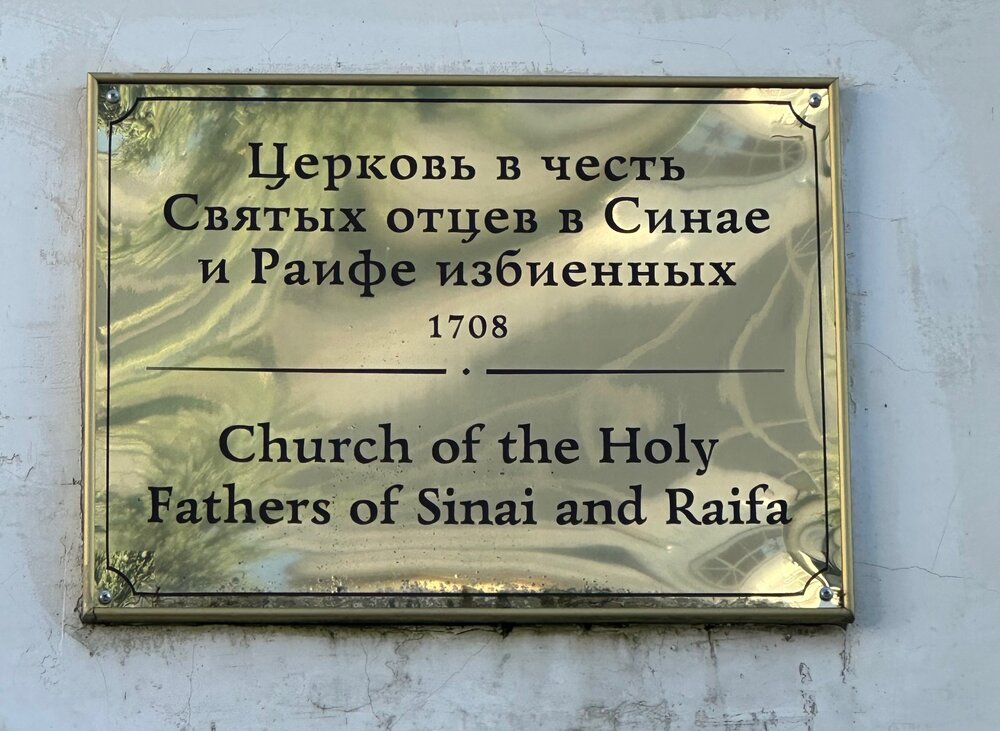 Церковь в честь
Святых отцев в Синае
и Раифе избиенных
1708
Church of the Holy
Fathers of Sinai and Raifa